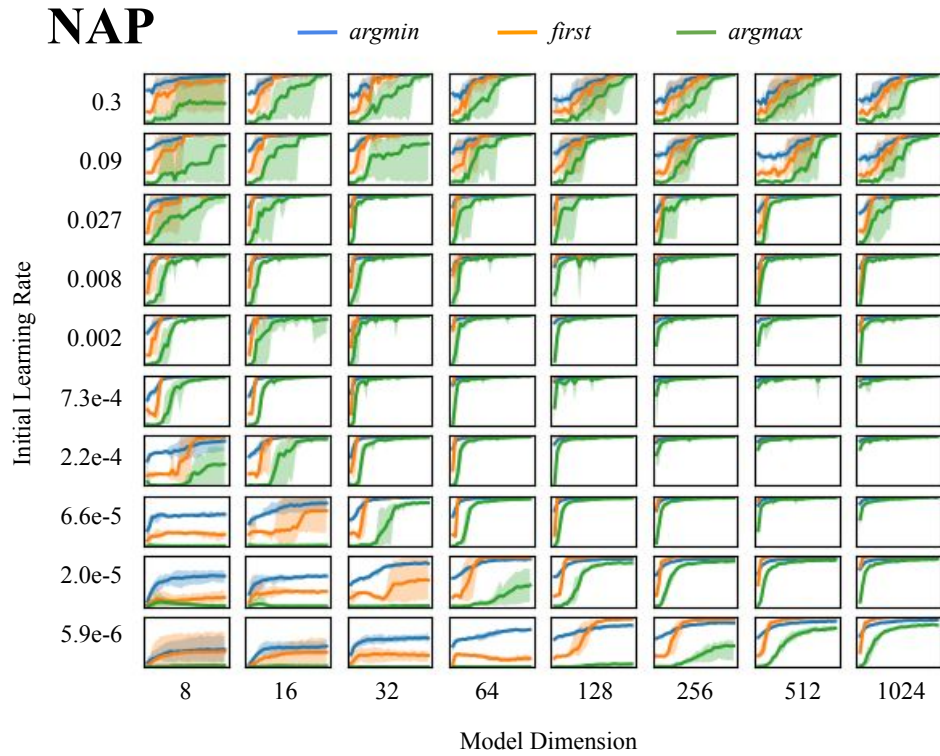 NAP
argmin first argmax
0.3
0.09
0.027
0.008
0.002
7.3e-4
2.2e-4
6.6e-5
2.0e-5
5.9e-6
Initial Learning Rate
8 16 32 64 128 256 512 1024
Model Dimension